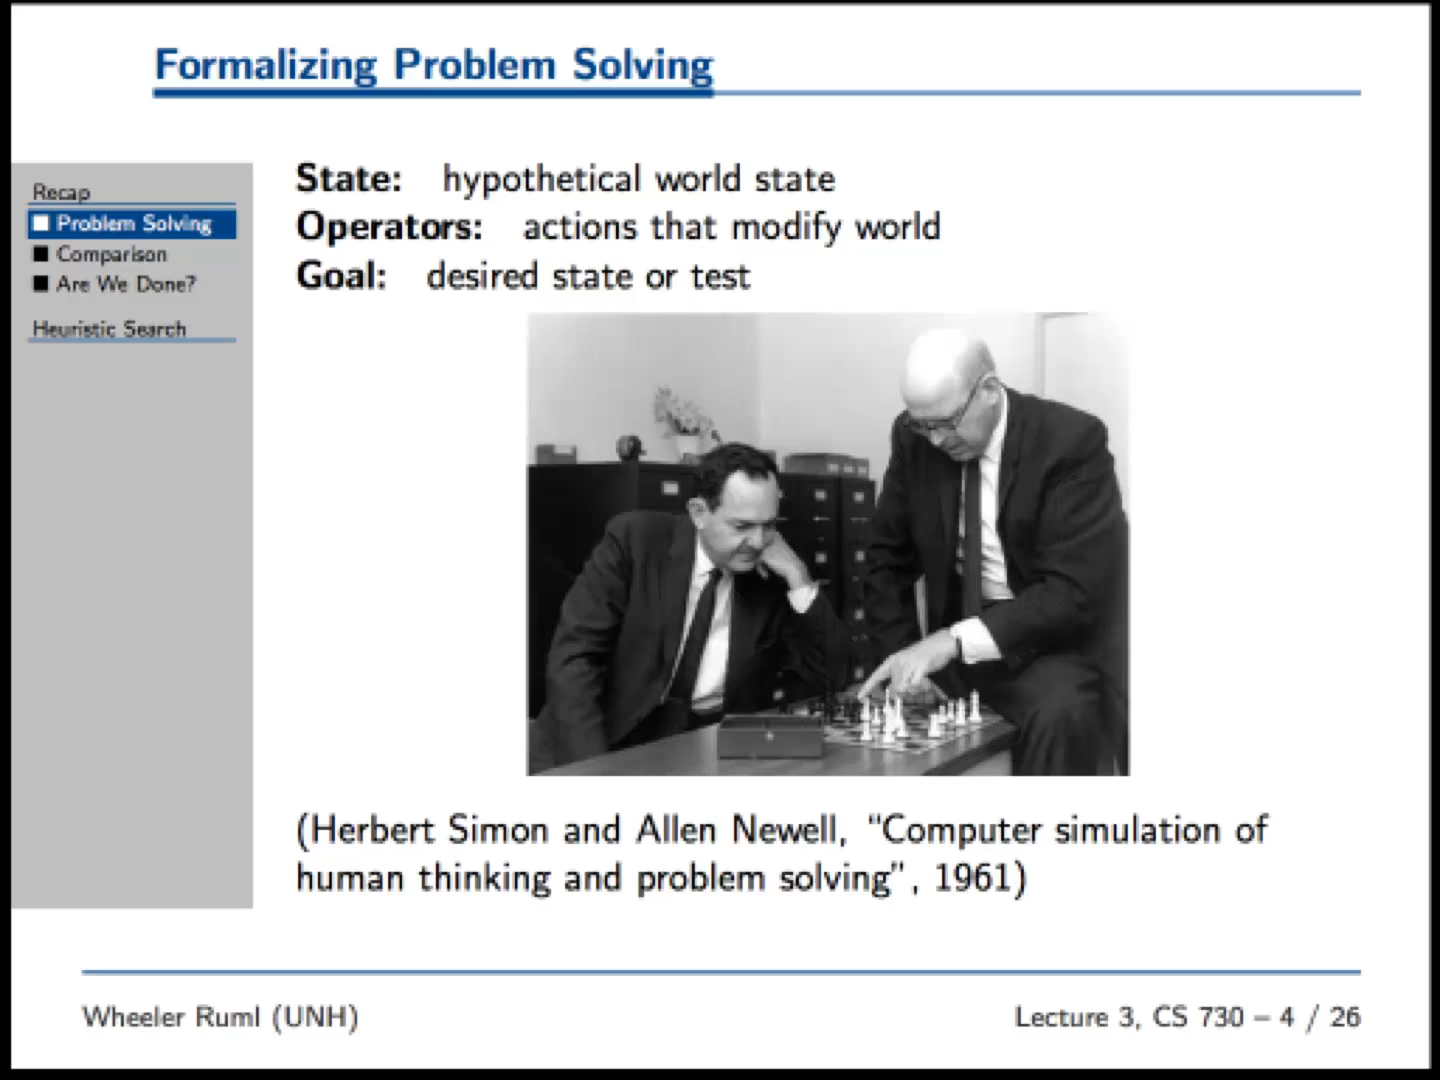 Formalizing Problem Solving
Recap
Problem Solving
Comparison
Are We Done?
Heuristic Search
State: hypothetical world state
Operators: actions that modify world
Goal: desired state or test
(Herbert Simon and Allen Newell, “Computer simulation of
human thinking and problem solving”, 1961)
Wheeler Ruml (UNH)
Lecture 3, CS 730 – 4 / 26